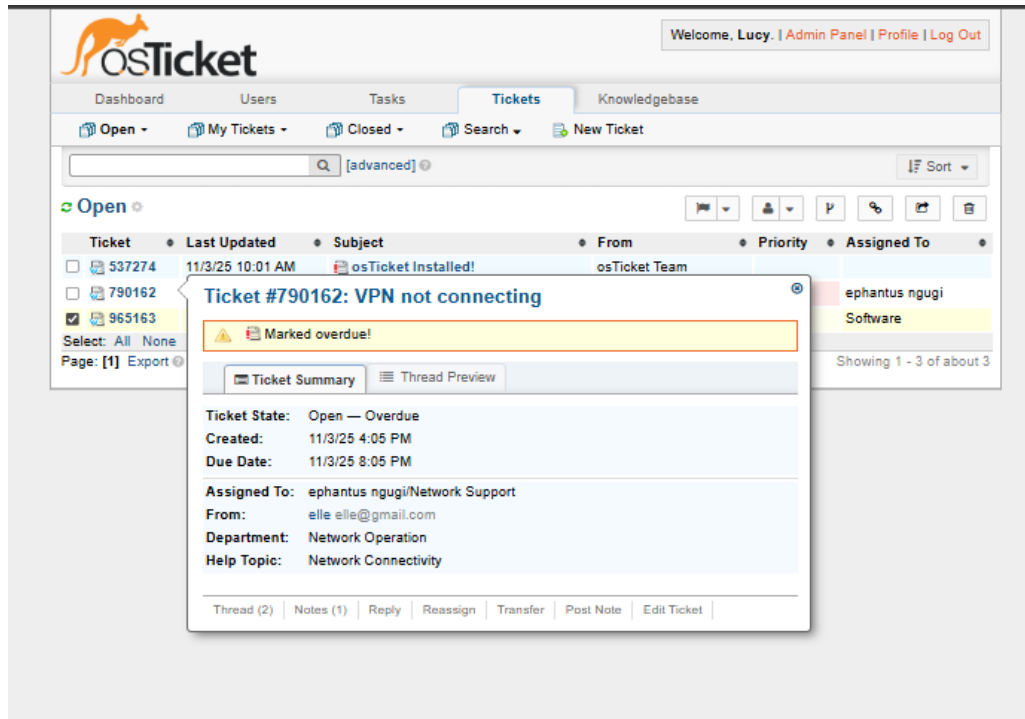 osTicket
Welcome, Lucy. | Admin Panel | Profile | Log Out
Dashboard Users Tasks Tickets Knowledgebase
Open My Tickets Closed Search New Ticket
[advanced] Sort
Open
Ticket Last Updated Subject From Priority Assigned To
537274 11/3/25 10:01 AM osTicket Installed! osTicket Team
790162 ephantus ngugi
965163 Software
Select: All None
Page: [1] Export Showing 1 - 3 of about 3
Ticket #790162: VPN not connecting
Marked overdue!
Ticket Summary Thread Preview
Ticket State: Open — Overdue
Created: 11/3/25 4:05 PM
Due Date: 11/3/25 8:05 PM
Assigned To: ephantus ngugi/Network Support
From: elle elle@gmail.com
Department: Network Operation
Help Topic: Network Connectivity
Thread (2) Notes (1) Reply Reassign Transfer Post Note Edit Ticket